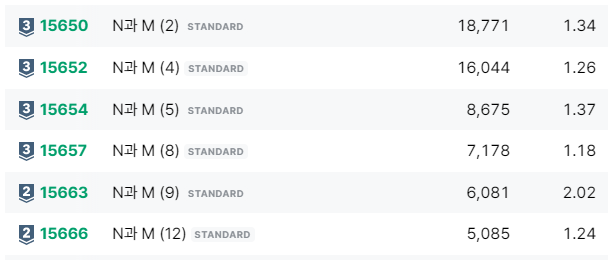 3 15650 N과 M (2) STANDARD 18,771 1.34
3 15652 N과 M (4) STANDARD 16,044 1.26
3 15654 N과 M (5) STANDARD 8,675 1.37
3 15657 N과 M (8) STANDARD 7,178 1.18
2 15663 N과 M (9) STANDARD 6,081 2.02
2 15666 N과 M (12) STANDARD 5,085 1.24